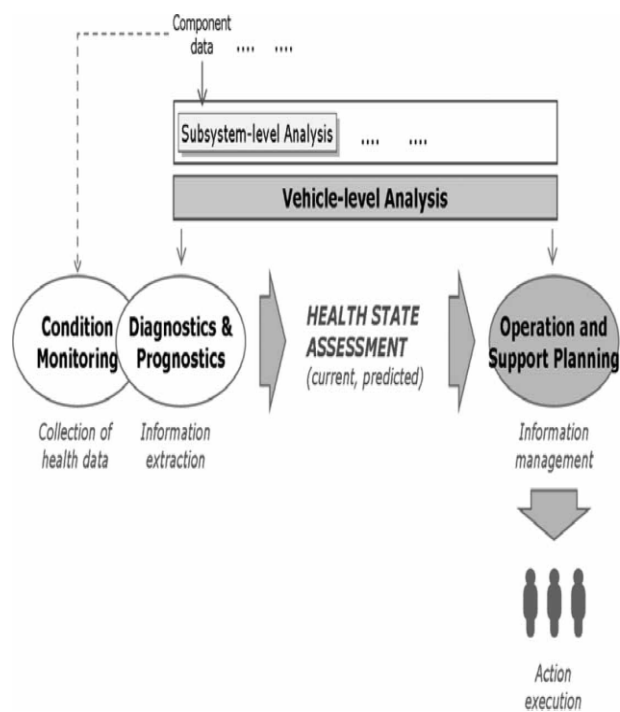 Component
data
....
....
Subsystem-level Analysis
....
....
Vehicle-level Analysis
Condition
Monitoring
Diagnostics &
Prognostics
HEALTH STATE
ASSESSMENT
(current, predicted)
Operation and
Support Planning
Collection of
health data
Information
extraction
Information
management
Action
execution